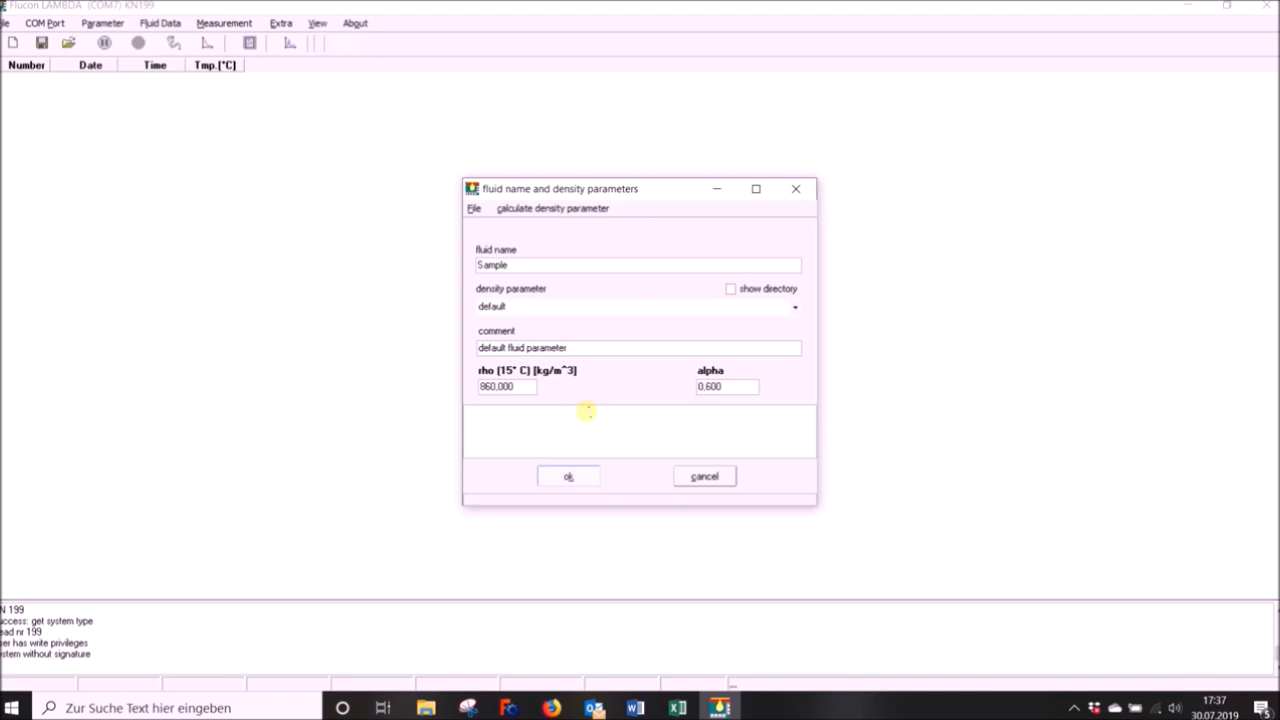 Flucon LAMBDA (COM7) KN199
COM Port Parameter Fluid Data Measurement Extra View About
Number Date Time Tmp.[°C]
fluid name and density parameters
File calculate density parameter
fluid name
Sample
density parameter show directory
default
comment
default fluid parameter
rho (15° C) [kg/m^3] alpha
860,000 0,600
ok cancel
N 199
uccess: get system type
ead nr 199
ser has write privileges
stem without signature
...
Zur Suche Text hier eingeben
17:37
30.07.2019